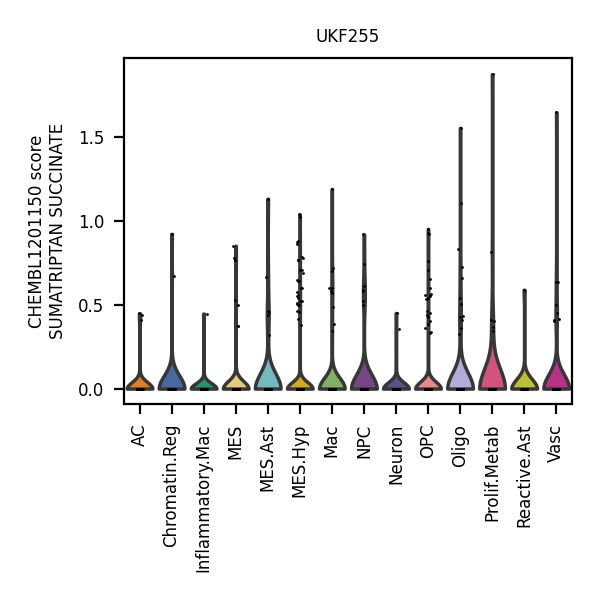 UKF255
CHEMBL1201150 score
SUMATRIPTAN SUCCINATE
1.5
1.0
0.5
0.0
AC
Chromatin.Reg
Inflammatory.Mac
MES
MES.Ast
MES.Hyp
Mac
NPC
Neuron
OPC
Oligo
Prolif.Metab
Reactive.Ast
Vasc